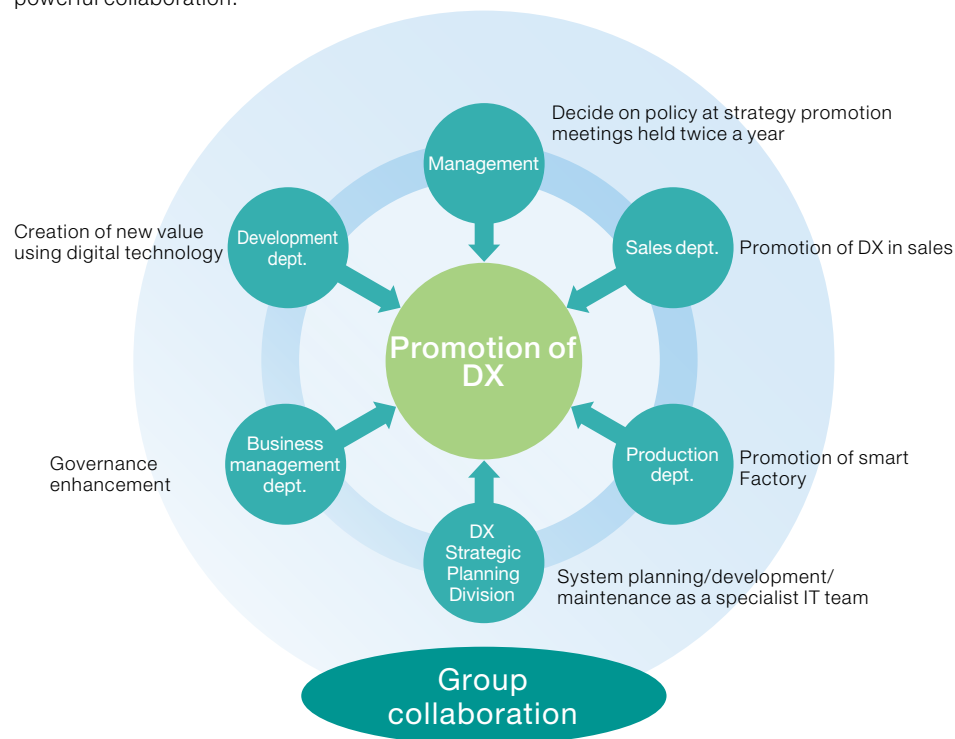 powerful collaboration.
Decide on policy at strategy promotion
meetings held twice a year
Management
Creation of new value
using digital technology
Development
dept.
Sales dept.
Promotion of DX in sales
Promotion of
DX
Governance
enhancement
Business
management
dept.
Production
dept.
Promotion of smart
Factory
DX
Strategic
Planning
Division
System planning/development/
maintenance as a specialist IT team
Group
collaboration